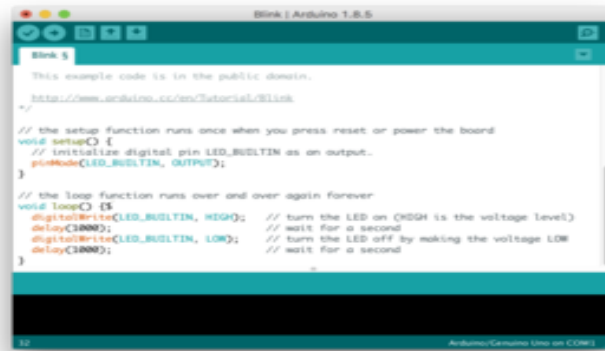 Blink | Arduino 1.8.5
Blink §
This example code is in the public domain.
http://www.arduino.cc/en/Tutorial/Blink
*/
// the setup function runs once when you press reset or power the board
void setup() {
// initialize digital pin LED_BUILTIN as an output.
pinMode(LED_BUILTIN, OUTPUT);
}
// the loop function runs over and over again forever
void loop() {$
digitalWrite(LED_BUILTIN, HIGH);   // turn the LED on (HIGH is the voltage level)
delay(1000);   // wait for a second
digitalWrite(LED_BUILTIN, LOW);   // turn the LED off by making the voltage LOW
delay(1000);   // wait for a second
}
32
Arduino/Genuino Uno on COM1